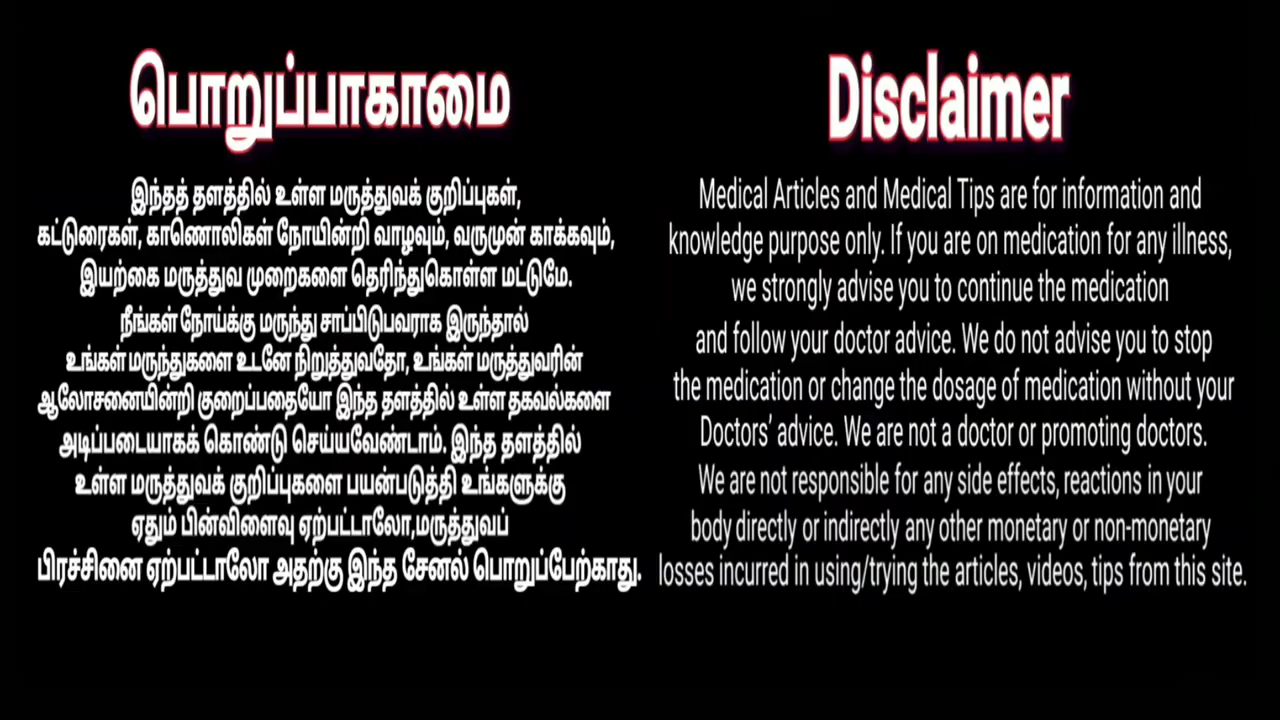 பொறுப்பாகாமை
இந்தத் தளத்தில் உள்ள மருத்துவக் குறிப்புகள்,
கட்டுரைகள், காணொலிகள் நோயின்றி வாழவும், வருமுன் காக்கவும்,
இயற்கை மருத்துவ முறைகளை தெரிந்துகொள்ள மட்டுமே.
நீங்கள் நோய்க்கு மருந்து சாப்பிடுபவராக இருந்தால்
உங்கள் மருந்துகளை உடனே நிறுத்துவதோ, உங்கள் மருத்துவரின்
ஆலோசனையின்றி குறைப்பதையோ இந்த தளத்தில் உள்ள தகவல்களை
அடிப்படையாகக் கொண்டு செய்யவேண்டாம். இந்த தளத்தில்
உள்ள மருத்துவக் குறிப்புகளை பயன்படுத்தி உங்களுக்கு
ஏதும் பின்விளைவு ஏற்பட்டாலோ,மருத்துவப்
பிரச்சினை ஏற்பட்டாலோ அதற்கு இந்த சேனல் பொறுப்பேற்காது.
Disclaimer
Medical Articles and Medical Tips are for information and
knowledge purpose only. If you are on medication for any illness,
we strongly advise you to continue the medication
and follow your doctor advice. We do not advise you to stop
the medication or change the dosage of medication without your
Doctors’ advice. We are not a doctor or promoting doctors.
We are not responsible for any side effects, reactions in your
body directly or indirectly any other monetary or non-monetary
losses incurred in using/trying the articles, videos, tips from this site.